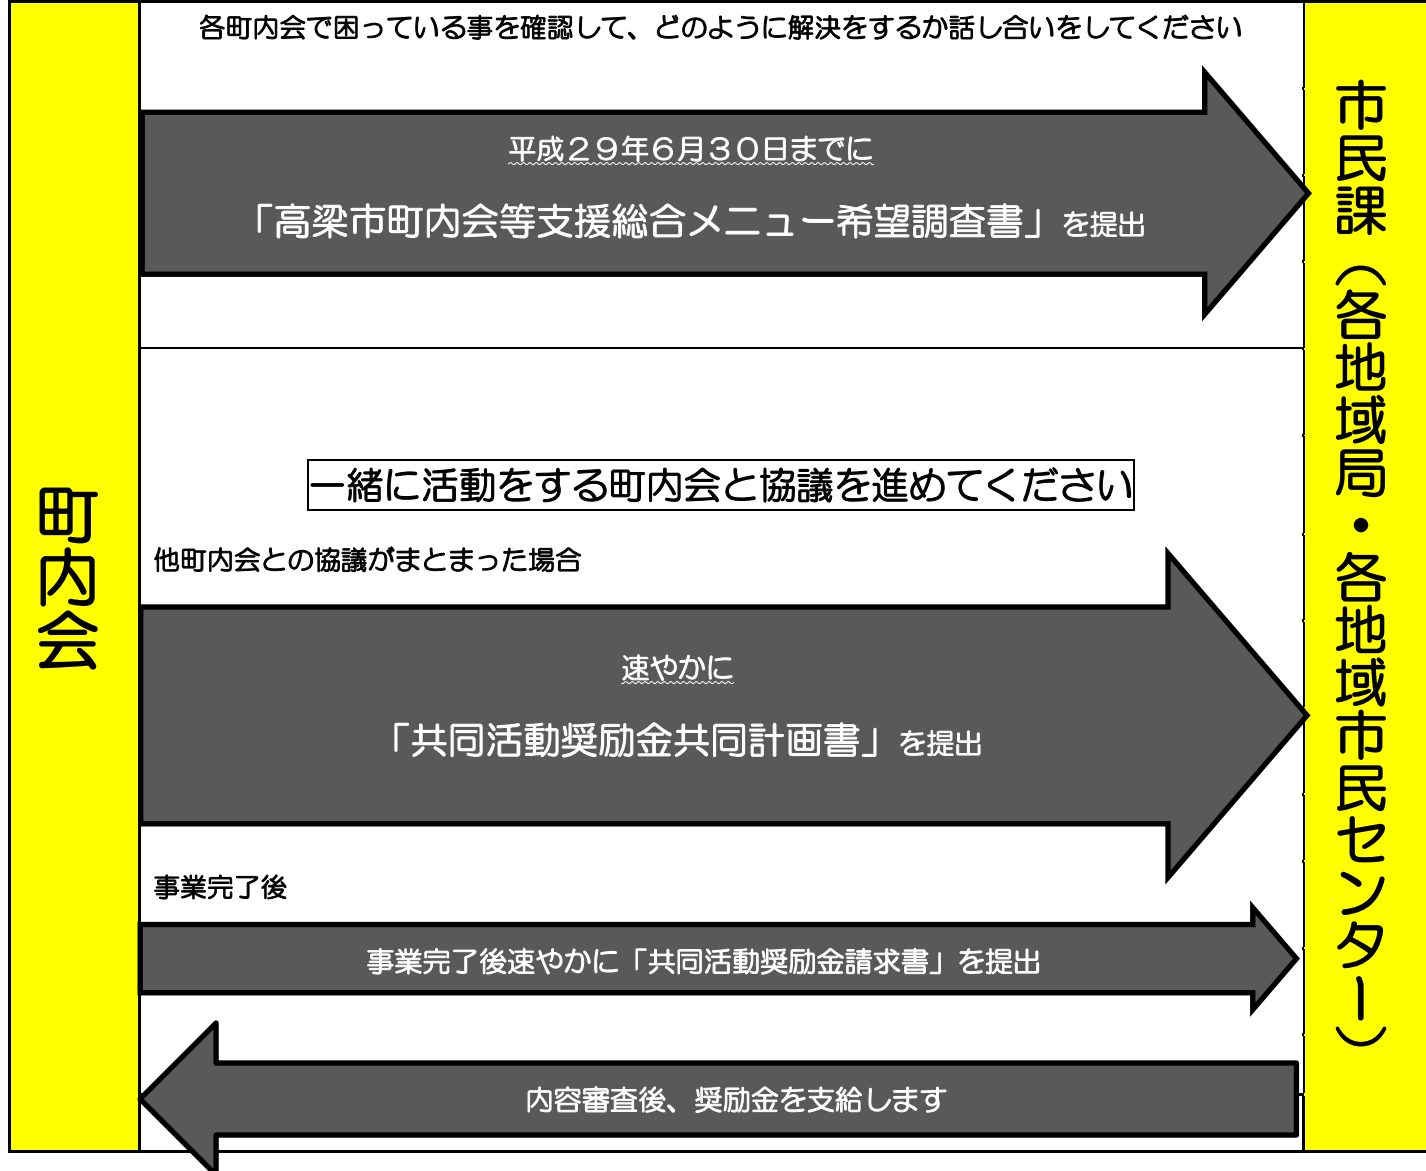 各町内会で困っている事を確認して、どのように解決をするか話し合いをしてください
平成２９年６月３０日までに
「高梁市町内会等支援総合メニュー希望調査書」を提出
一緒に活動をする町内会と協議を進めてください
他町内会との協議がまとまった場合
速やかに
「共同活動奨励金共同計画書」を提出
事業完了後
事業完了後速やかに「共同活動奨励金請求書」を提出
内容審査後、奨励金を支給します
町内会
市民課（各地域局・各地域市民センター）